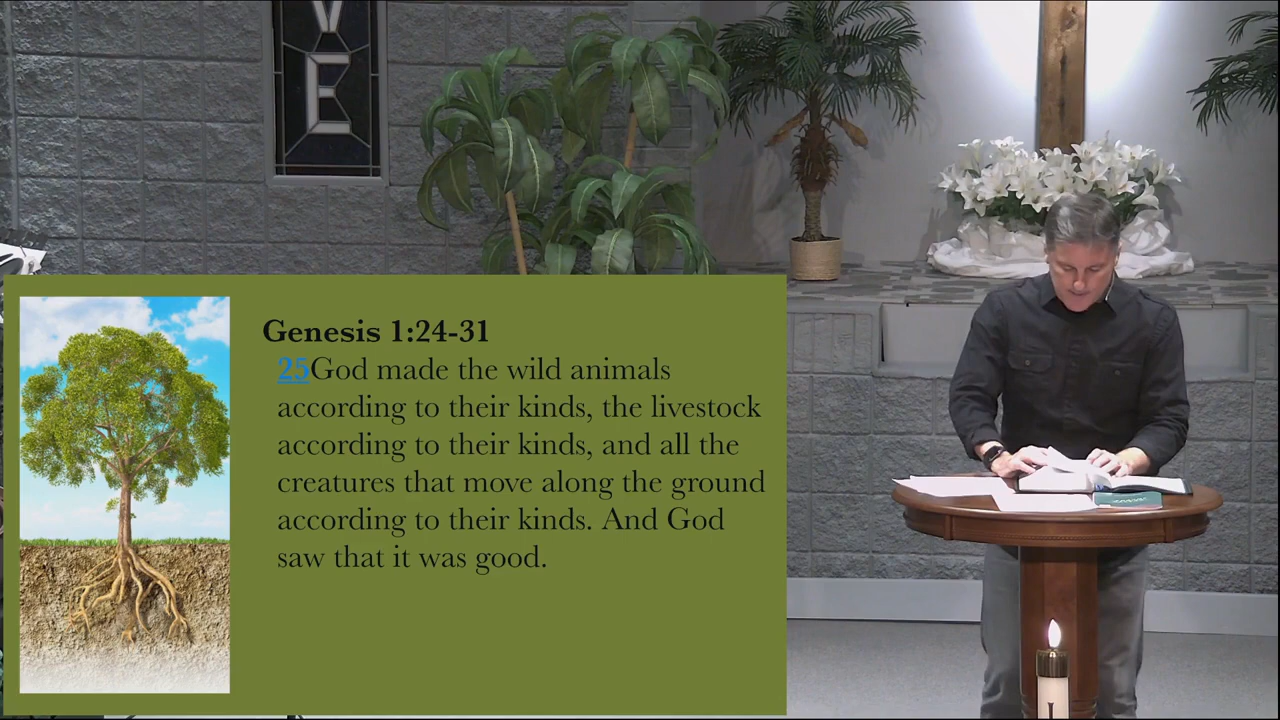 VE
Genesis 1:24-31
25God made the wild animals
according to their kinds, the livestock
according to their kinds, and all the
creatures that move along the ground
according to their kinds. And God
saw that it was good.